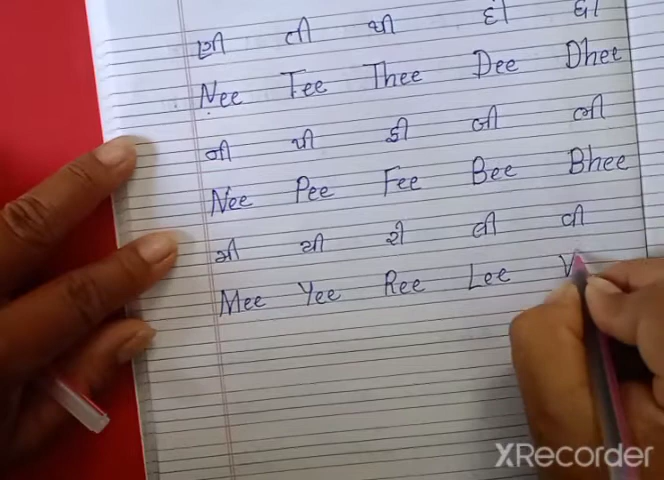 ણી તી થી દી ધી
Nee Tee Thee Dee Dhee
ની પી ફી બી ભી
Nee Pee Fee Bee Bhee
મી યી રી લી વી
Mee Yee Ree Lee V
XRecorder